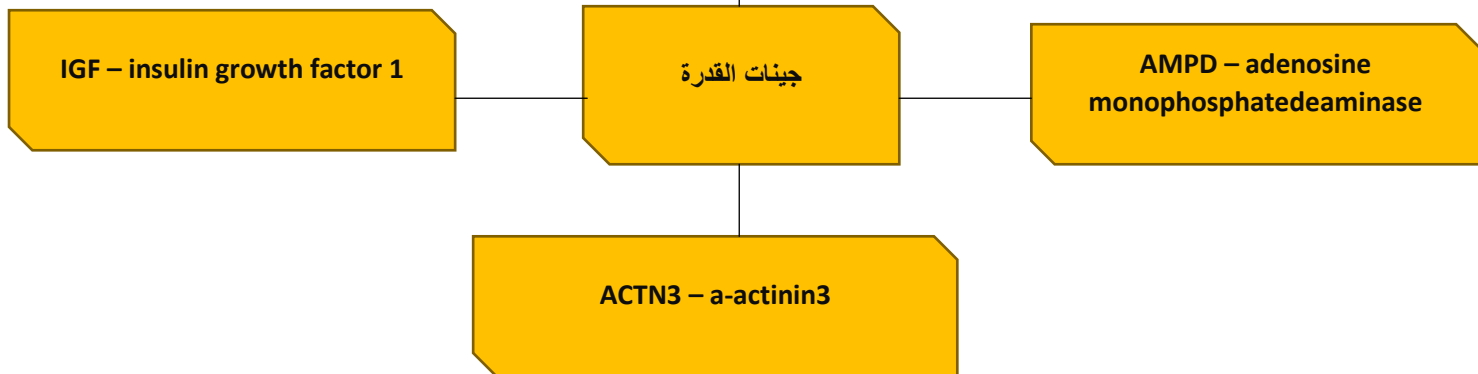 IGF – insulin growth factor 1
جينات القدرة
AMPD – adenosine
monophosphatedeaminase
ACTN3 – a-actinin3